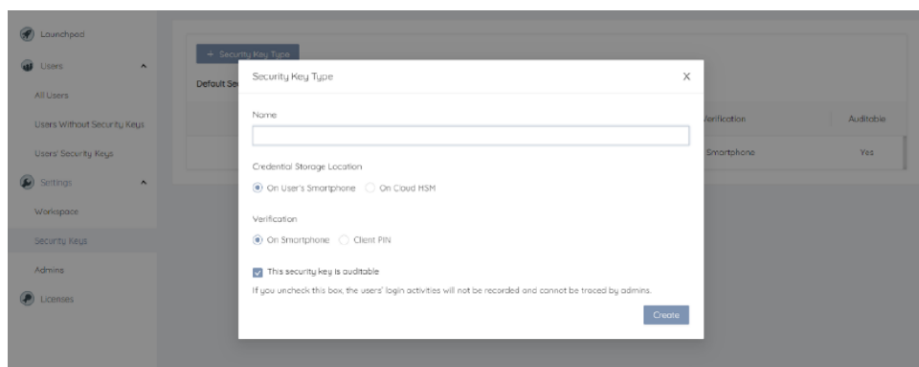 Launchpad
Users
All Users
Users Without Security Keys
Users' Security Keys
Settings
Workspace
Security Keys
Admins
Licenses
+ Security Key Type
Default Se
Verification
Auditable
Smartphone
Yes
Security Key Type
X
Name
Credential Storage Location
On User's Smartphone
On Cloud HSM
Verification
On Smartphone
Client PIN
This security key is auditable
If you uncheck this box, the users' login activities will not be recorded and cannot be traced by admins.
Create